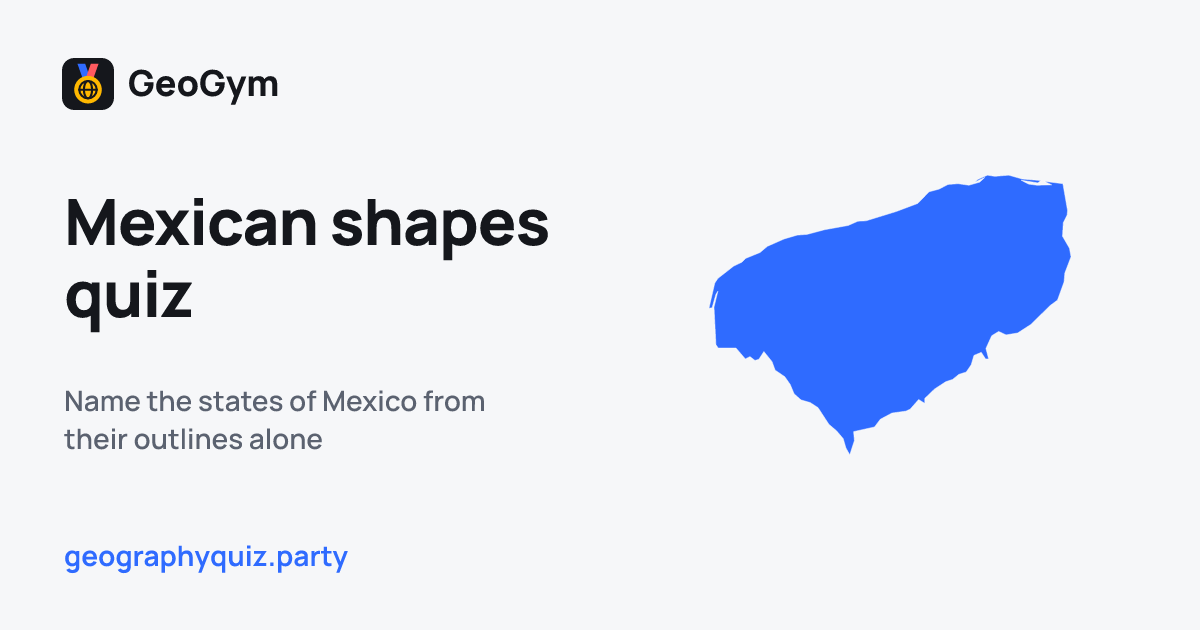 GeoGym
Mexican shapes
quiz
Name the states of Mexico from
their outlines alone
geographyquiz.party